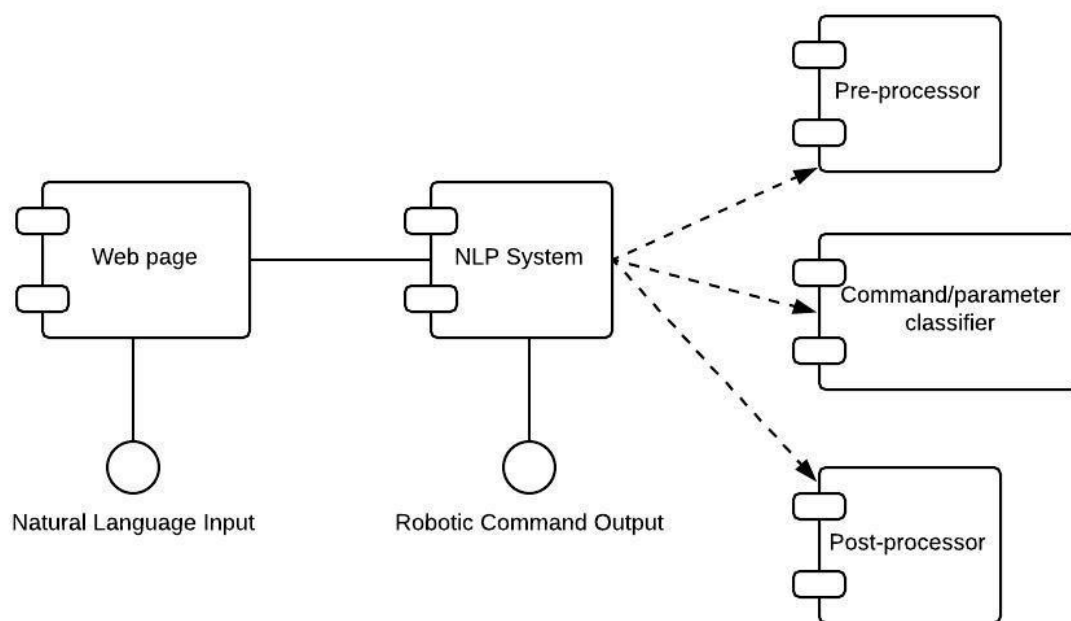 Pre-processor
Web page
NLP System
Command/parameter
classifier
Natural Language Input
Robotic Command Output
Post-processor